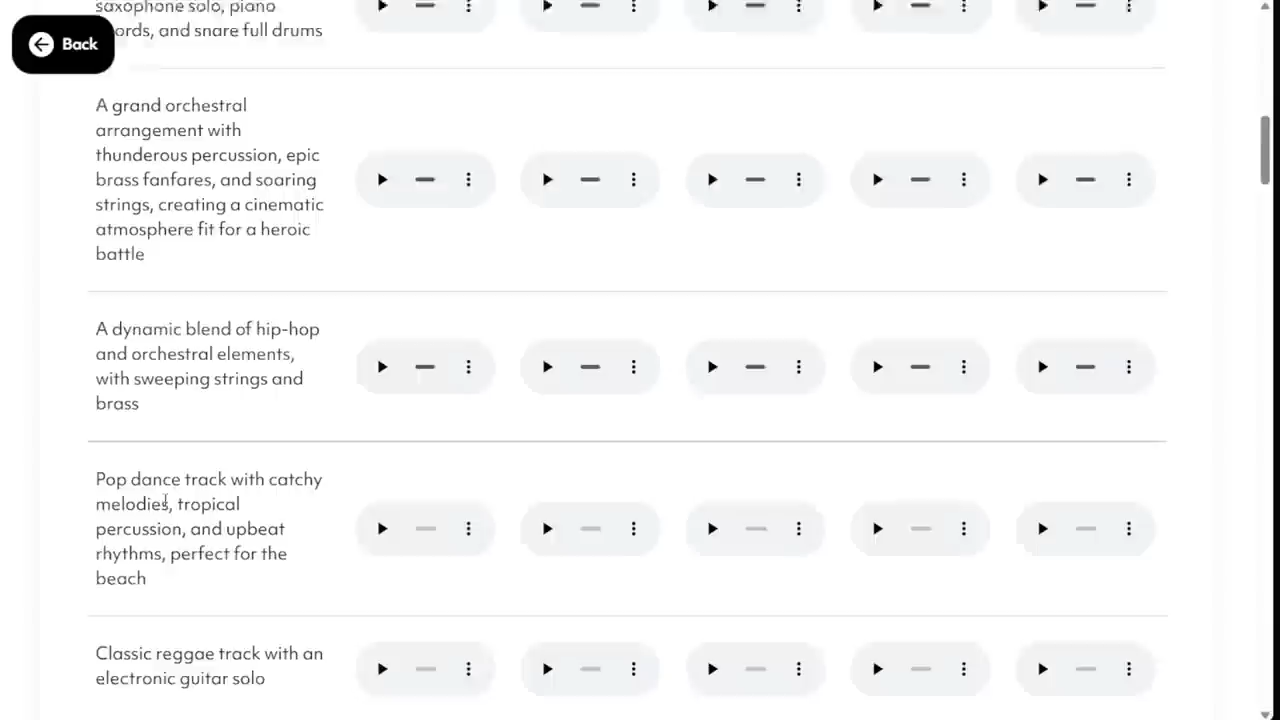 saxophone solo, piano
Back
ords, and snare full drums
A grand orchestral
arrangement with
thunderous percussion, epic
brass fanfares, and soaring
strings, creating a cinematic
atmosphere fit for a heroic
battle
A dynamic blend of hip-hop
and orchestral elements,
with sweeping strings and
brass
Pop dance track with catchy
melodies, tropical
percussion, and upbeat
rhythms, perfect for the
beach
Classic reggae track with an
electronic guitar solo